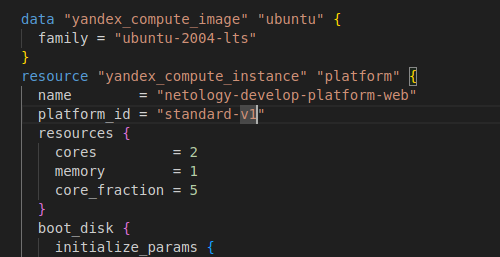 data "yandex_compute_image" "ubuntu" {
  family = "ubuntu-2004-lts"
}
resource "yandex_compute_instance" "platform" {
  name        = "netology-develop-platform-web"
  platform_id = "standard-v1"
  resources {
    cores         = 2
    memory        = 1
    core_fraction = 5
  }
  boot_disk {
    initialize_params {